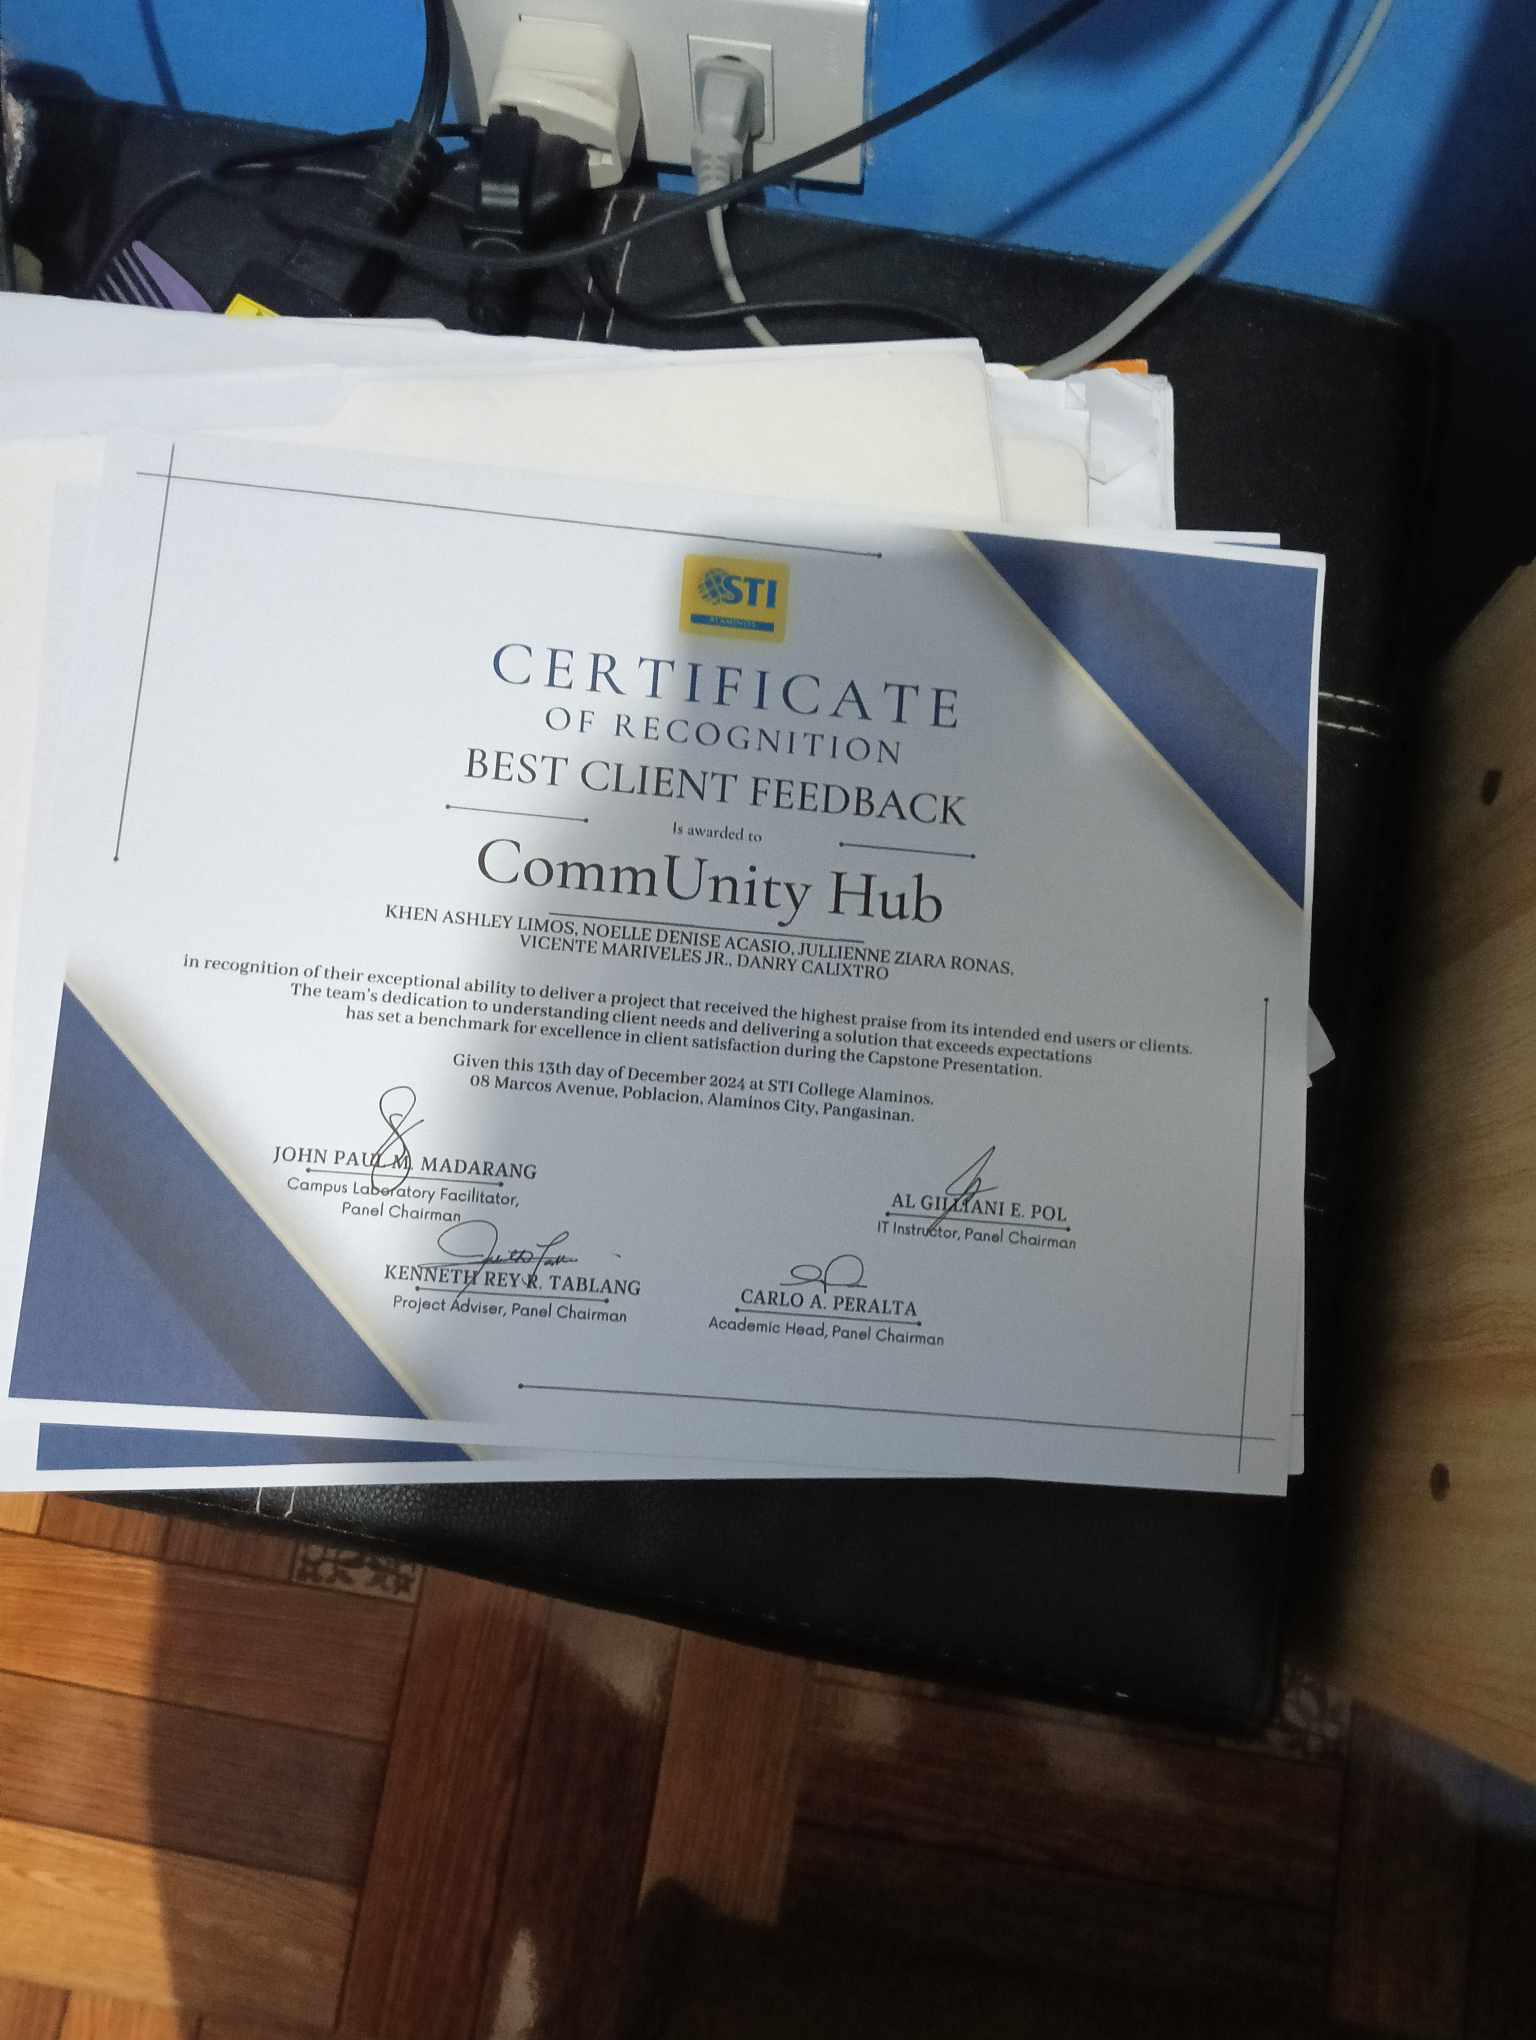 STI
ALAMINOS
CERTIFICATE
OF RECOGNITION
BEST CLIENT FEEDBACK
Is awarded to
CommUnity Hub
KHEN ASHLEY LIMOS, NOELLE DENISE ACASIO, JULLIENNE ZIARA RONAS,
VICENTE MARIVELES JR., DANRY CALIXTRO
in recognition of their exceptional ability to deliver a project that received the highest praise from its intended end users or clients.
The team's dedication to understanding client needs and delivering a solution that exceeds expectations
has set a benchmark for excellence in client satisfaction during the Capstone Presentation.
Given this 13th day of December 2024 at STI College Alaminos.
08 Marcos Avenue, Poblacion, Alaminos City, Pangasinan.
JOHN PAUL M. MADARANG
Campus Laboratory Facilitator,
Panel Chairman
AL GILLIANI E. POL
IT Instructor, Panel Chairman
KENNETH REY R. TABLANG
Project Adviser, Panel Chairman
CARLO A. PERALTA
Academic Head, Panel Chairman